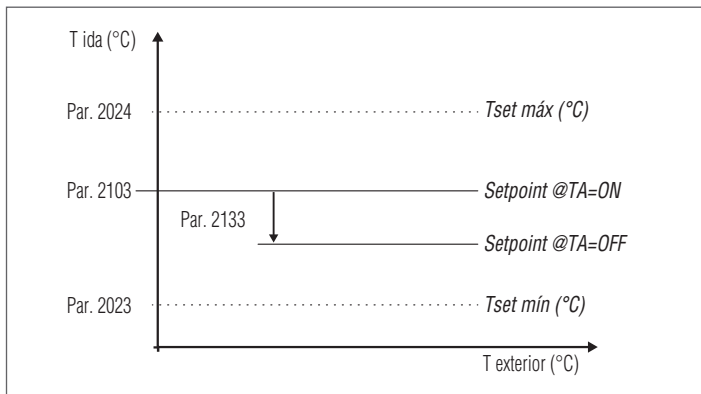 T ida (°C)
Par. 2024
Tset máx (°C)
Par. 2103
Setpoint @TA=ON
Par. 2133
Setpoint @TA=OFF
Par. 2023
Tset mín (°C)
T exterior (°C)